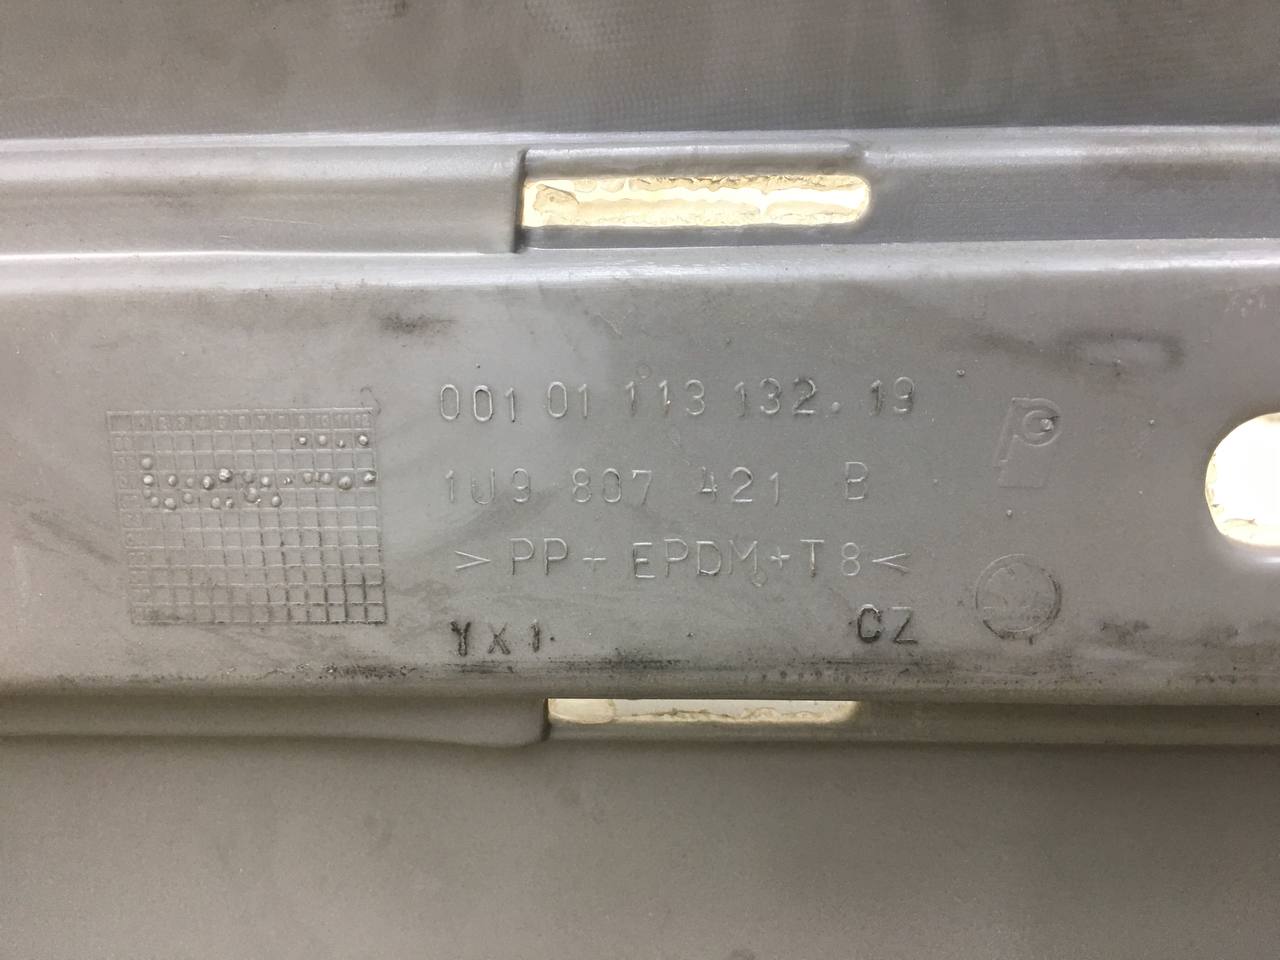 001 01 113 132.19
1U9 807 421 B
>PP+EPDM+T8<
YX1 CZ